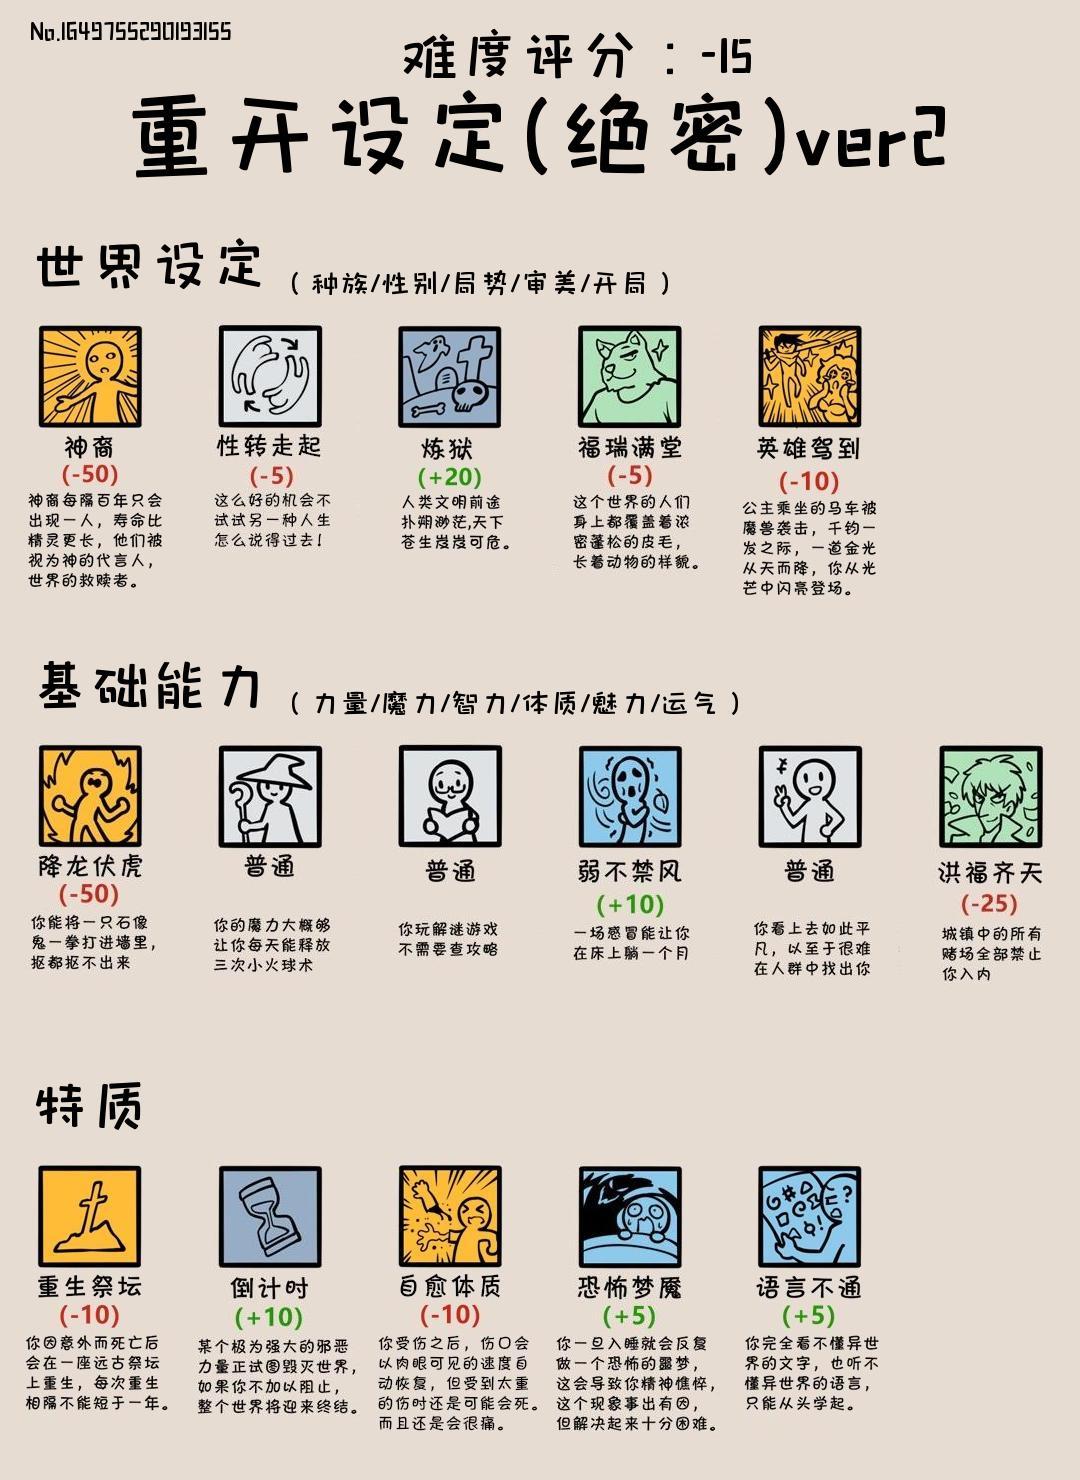 No.1649755290193155
难度评分：-15
重开设定(绝密)ver2
世界设定（种族/性别/局势/审美/开局）
神裔
(-50)
神裔每隔百年只会
出现一人，寿命比
精灵更长，他们被
视为神的代言人，
世界的救赎者。
性转走起
(-5)
这么好的机会不
试试另一种人生
怎么说得过去！
炼狱
(+20)
人类文明前途
扑朔渺茫,天下
苍生岌岌可危。
福瑞满堂
(-5)
这个世界的人们
身上都覆盖着浓
密蓬松的皮毛，
长着动物的样貌。
英雄驾到
(-10)
公主乘坐的马车被
魔兽袭击，千钧一
发之际，一道金光
从天而降，你从光
芒中闪亮登场。
基础能力（力量/魔力/智力/体质/魅力/运气）
降龙伏虎
(-50)
你能将一只石像
鬼一拳打进墙里，
抠都抠不出来
普通
你的魔力大概够
让你每天能释放
三次小火球术
普通
你玩解谜游戏
不需要查攻略
弱不禁风
(+10)
一场感冒能让你
在床上躺一个月
普通
你看上去如此平
凡，以至于很难
在人群中找出你
洪福齐天
(-25)
城镇中的所有
赌场全部禁止
你入内
特质
重生祭坛
(-10)
你因意外而死亡后
会在一座远古祭坛
上重生，每次重生
相隔不能短于一年。
倒计时
(+10)
某个极为强大的邪恶
力量正试图毁灭世界，
如果你不加以阻止，
整个世界将迎来终结。
自愈体质
(-10)
你受伤之后，伤口会
以肉眼可见的速度自
动恢复，但受到太重
的伤时还是可能会死。
而且还是会很痛。
恐怖梦魇
(+5)
你一旦入睡就会反复
做一个恐怖的噩梦，
这会导致你精神憔悴，
这个现象事出有因，
但解决起来十分困难。
语言不通
(+5)
你完全看不懂异世
界的文字，也听不
懂异世界的语言，
只能从头学起。